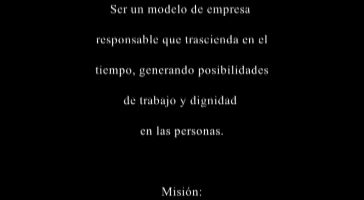 Ser un modelo de empresa
responsable que trascienda en el
tiempo, generando posibilidades
de trabajo y dignidad
en las personas.
Misión: